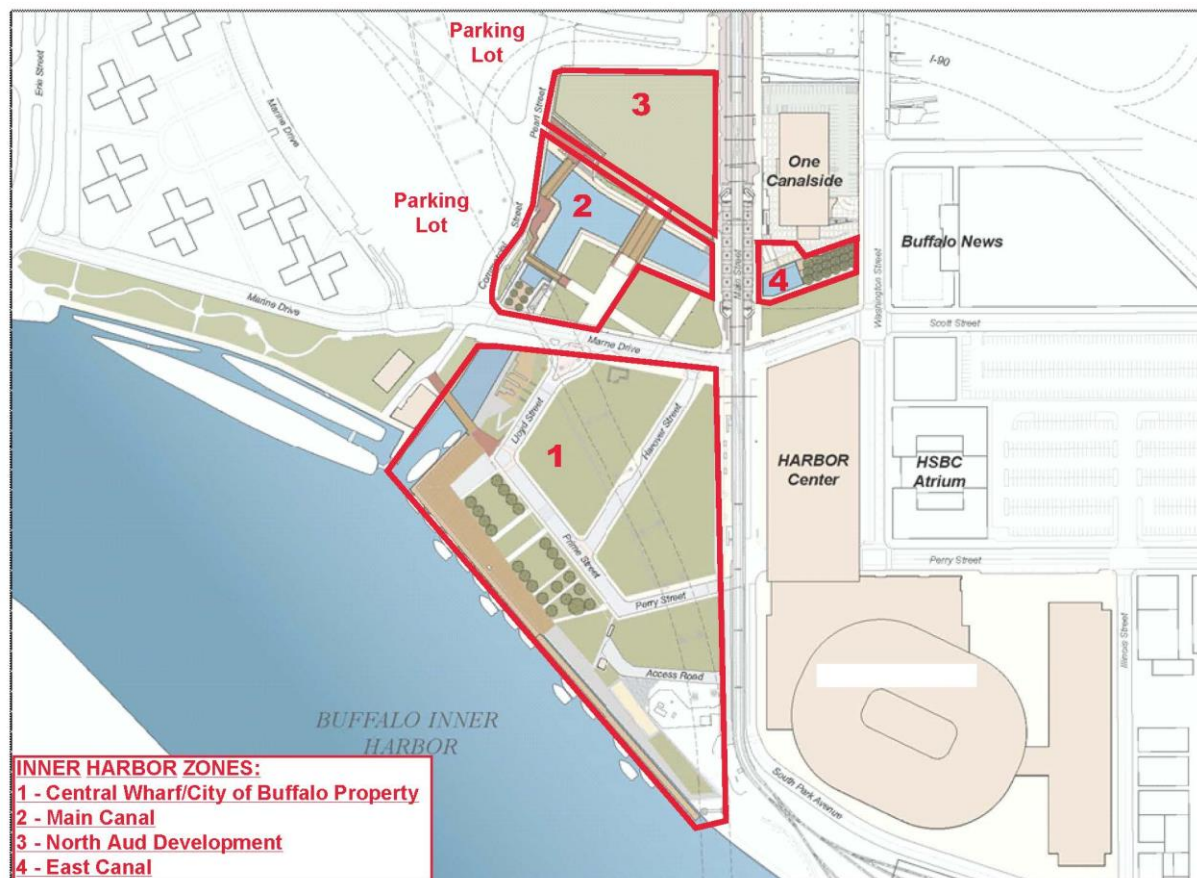 Parking
Lot
Erie Street
Marine Drive
Pearl Street
3
I-90
One
Canalside
Parking
Lot
Commercial Street
2
Main Street
4
Washington Street
Buffalo News
Marine Drive
Scott Street
Marne Drive
Lloyd Street
Hanover Street
1
HARBOR
Center
HSBC
Atrium
Prime Street
Perry Street
Perry Street
Illinois Street
Access Road
BUFFALO INNER
HARBOR
South Park Avenue
INNER HARBOR ZONES:
1 - Central Wharf/City of Buffalo Property
2 - Main Canal
3 - North Aud Development
4 - East Canal